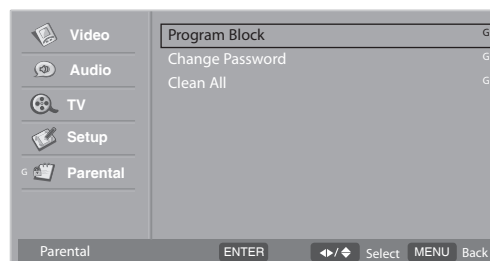 Video
Audio
TV
Setup
G Parental
Program Block G
Change Password G
Clean All G
Parental ENTER / Select MENU Back